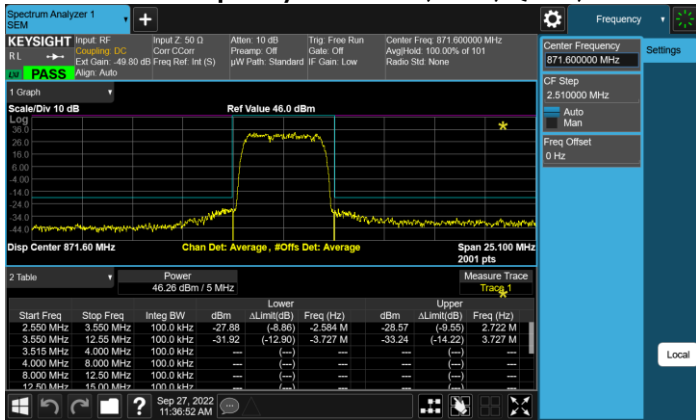 Spectrum Analyzer 1
SEM
Frequency
KEYSIGHT Input: RF Input Z: 50 Ω Atten: 10 dB Trig: Free Run Center Freq: 871.600000 MHz
RL Coupling: DC Corr CCorr Preamp: Off Gate: Off Avg|Hold: 100.00% of 101
Ext Gain: -49.80 dB Freq Ref: Int (S) µW Path: Standard IF Gain: Low Radio Std: None
PASS Align: Auto
Center Frequency
871.600000 MHz
Settings
CF Step
2.510000 MHz
Auto
Man
Freq Offset
0 Hz
Local
1 Graph
Scale/Div 10 dB Ref Value 46.0 dBm
Log
36.0
26.0
16.0
6.00
-4.00
-14.0
-24.0
-34.0
-44.0
Disp Center 871.60 MHz Chan Det: Average, #Offs Det: Average Span 25.100 MHz
2001 pts
2 Table Power Measure Trace
46.26 dBm / 5 MHz Trace 1
Lower Upper
Start Freq Stop Freq Integ BW dBm ΔLimit(dB) Freq (Hz) dBm ΔLimit(dB) Freq (Hz)
2.550 MHz 3.550 MHz 100.0 kHz -27.88 (-8.86) -2.584 M -28.57 (-9.55) 2.722 M
3.550 MHz 12.55 MHz 100.0 kHz -31.92 (-12.90) -3.727 M -33.24 (-14.22) 3.727 M
3.515 MHz 4.000 MHz 100.0 kHz --- (---) --- --- (---) ---
4.000 MHz 8.000 MHz 100.0 kHz --- (---) --- --- (---) ---
8.000 MHz 12.50 MHz 100.0 kHz --- (---) --- --- (---) ---
12.50 MHz 15.00 MHz 100.0 kHz --- (---) --- --- (---) ---
Sep 27, 2022
11:36:52 AM